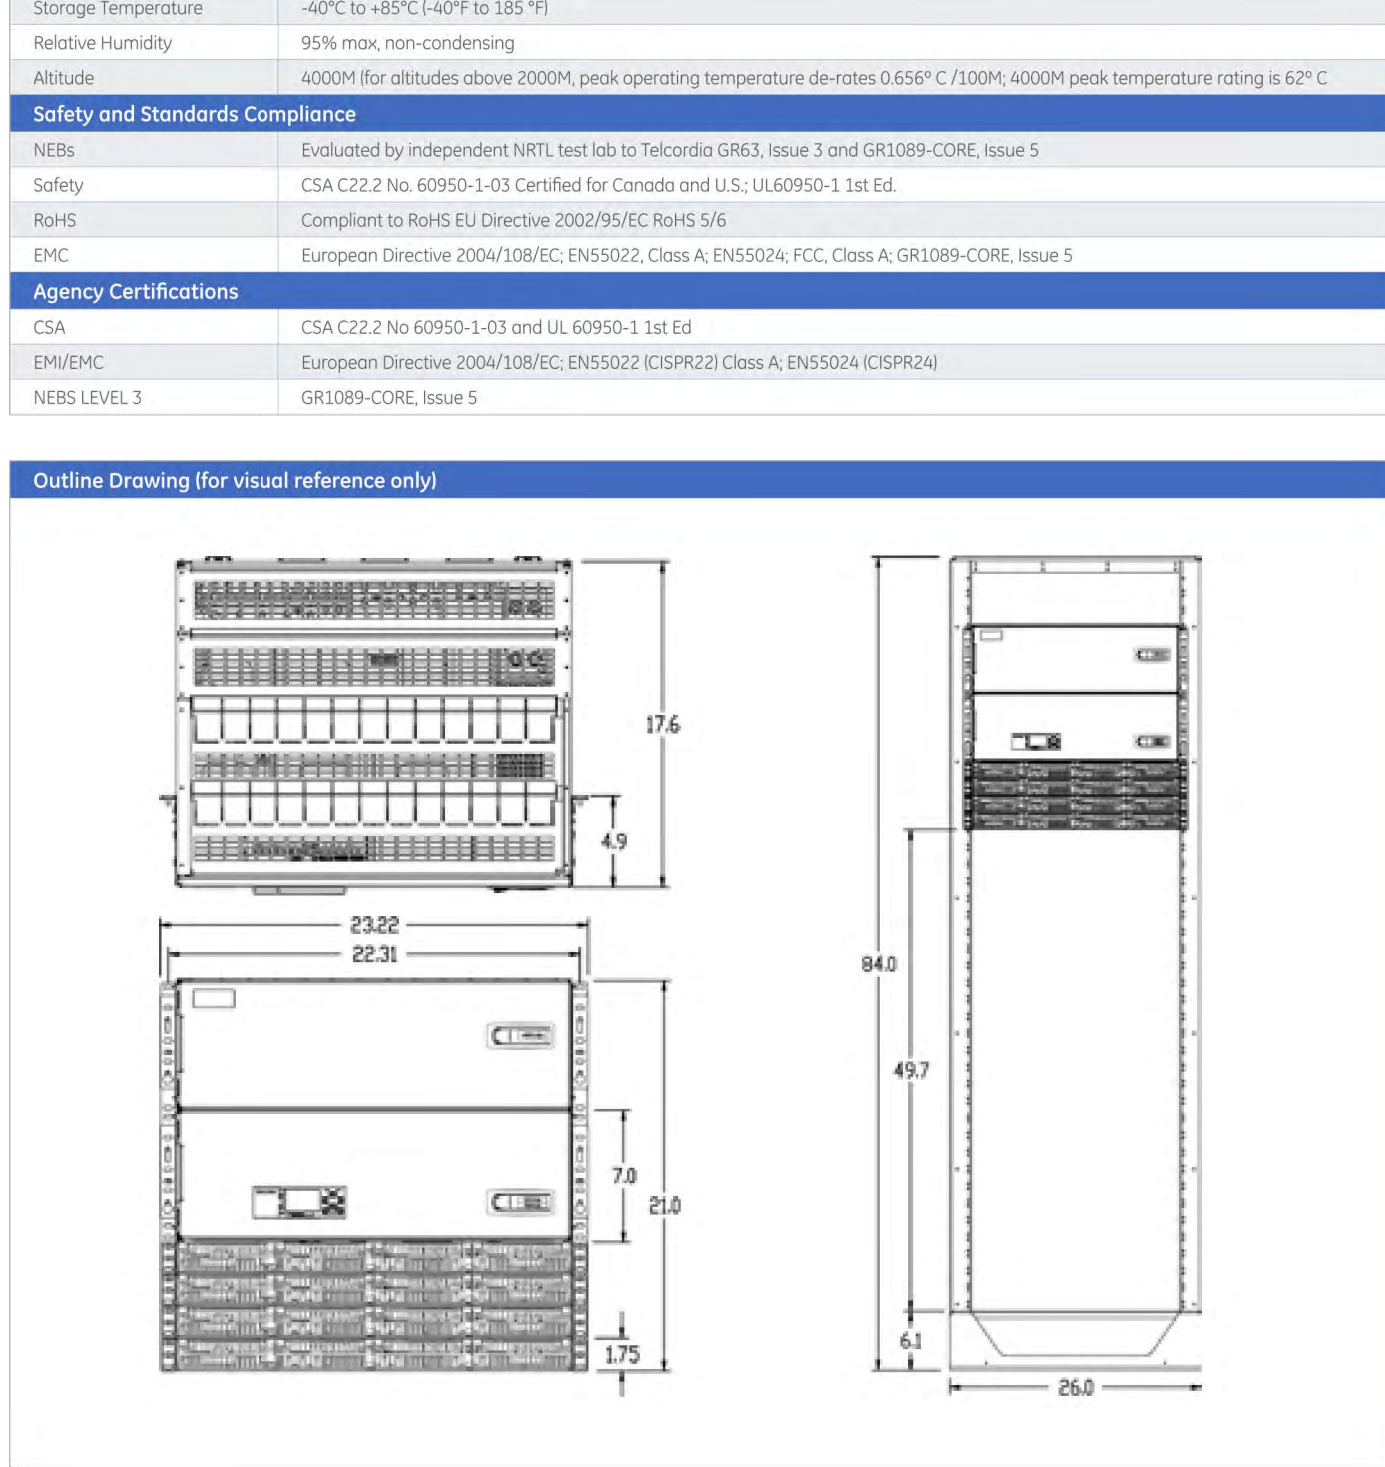 Storage Temperature -40°C to +85°C (-40°F to 185 °F)
Relative Humidity 95% max, non-condensing
Altitude 4000M (for altitudes above 2000M, peak operating temperature de-rates 0.656º C /100M; 4000M peak temperature rating is 62º C
Safety and Standards Compliance
NEBs Evaluated by independent NRTL test lab to Telcordia GR63, Issue 3 and GR1089-CORE, Issue 5
Safety CSA C22.2 No. 60950-1-03 Certified for Canada and U.S.; UL60950-1 1st Ed.
RoHS Compliant to RoHS EU Directive 2002/95/EC RoHS 5/6
EMC European Directive 2004/108/EC; EN55022, Class A; EN55024; FCC, Class A; GR1089-CORE, Issue 5
Agency Certifications
CSA CSA C22.2 No 60950-1-03 and UL 60950-1 1st Ed
EMI/EMC European Directive 2004/108/EC; EN55022 (CISPR22) Class A; EN55024 (CISPR24)
NEBS LEVEL 3 GR1089-CORE, Issue 5
Outline Drawing (for visual reference only)
17.6
4.9
23.22
22.31
7.0
21.0
1.75
84.0
49.7
6.1
26.0